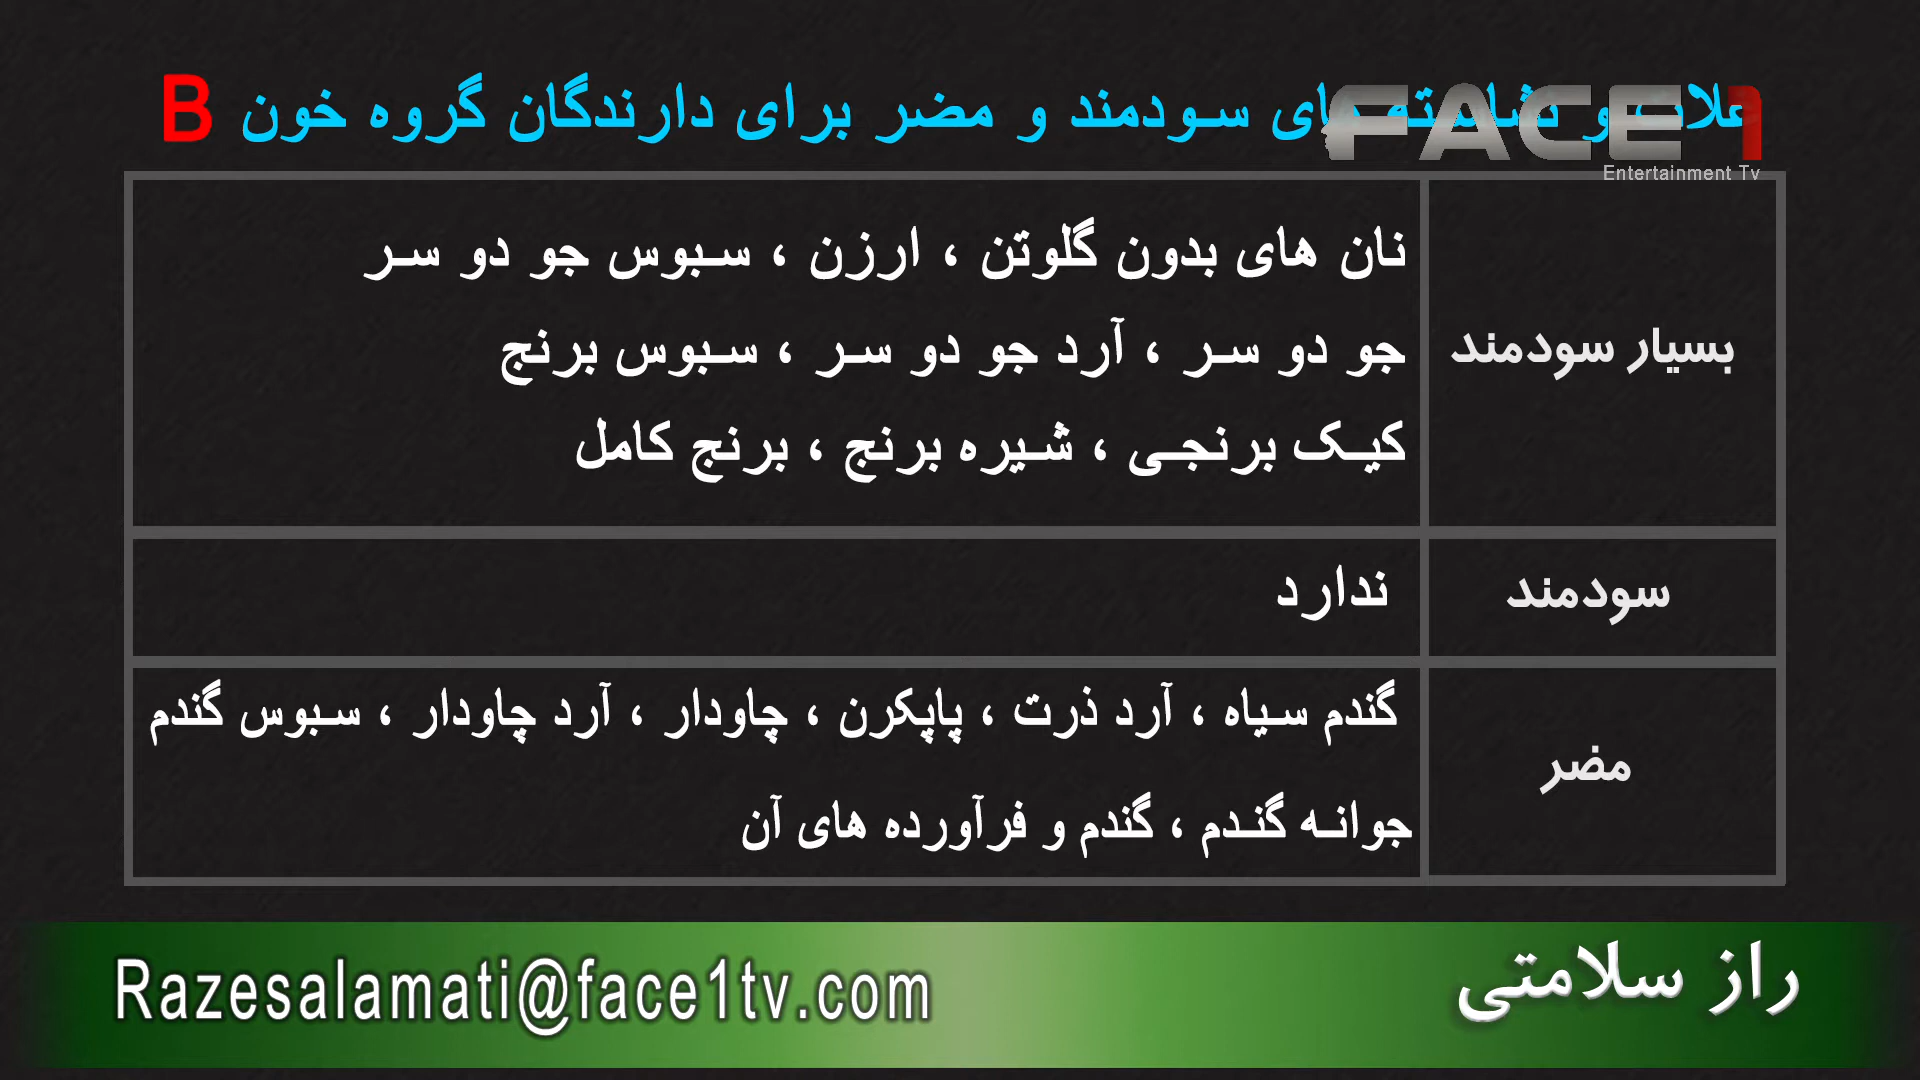 و های سودمند و مضر برای دارندگان گروه خون B
FACE1
Entertainment Tv
بسیار سودمند
نان های بدون گلوتن ، ارزن ، سبوس جو دو سر
جو دو سر ، آرد جو دو سر ، سبوس برنج
کیک برنجی ، شیره برنج ، برنج کامل
سودمند
ندارد
مضر
گندم سیاه ، آرد ذرت ، پاپکرن ، چاودار ، آرد چاودار ، سبوس گندم
جوانه گندم ، گندم و فرآورده های آن
راز سلامتی
Razesalamati@face1tv.com